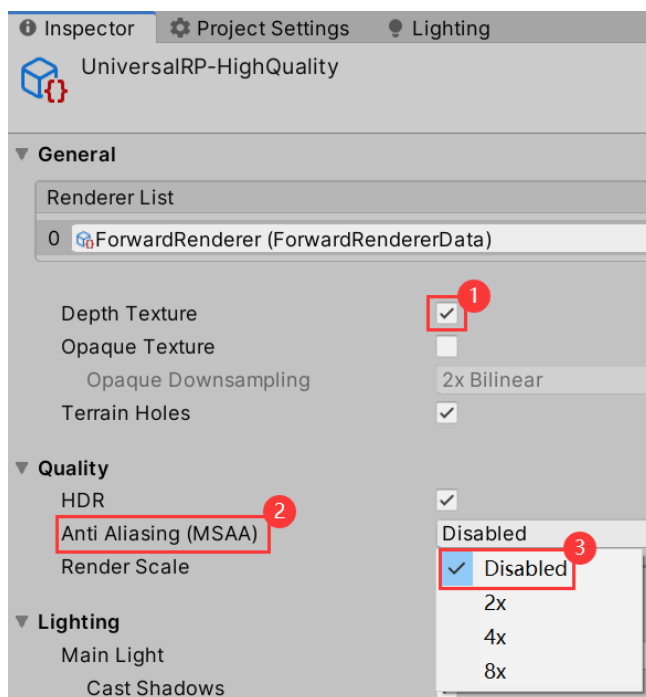 Inspector Project Settings Lighting
UniversalRP-HighQuality
General
Renderer List
0 ForwardRenderer (ForwardRendererData)
1
Depth Texture
Opaque Texture
Opaque Downsampling 2x Bilinear
Terrain Holes
Quality
HDR
2
Anti Aliasing (MSAA) Disabled
3
Render Scale Disabled
2x
Lighting
4x
Main Light
8x
Cast Shadows